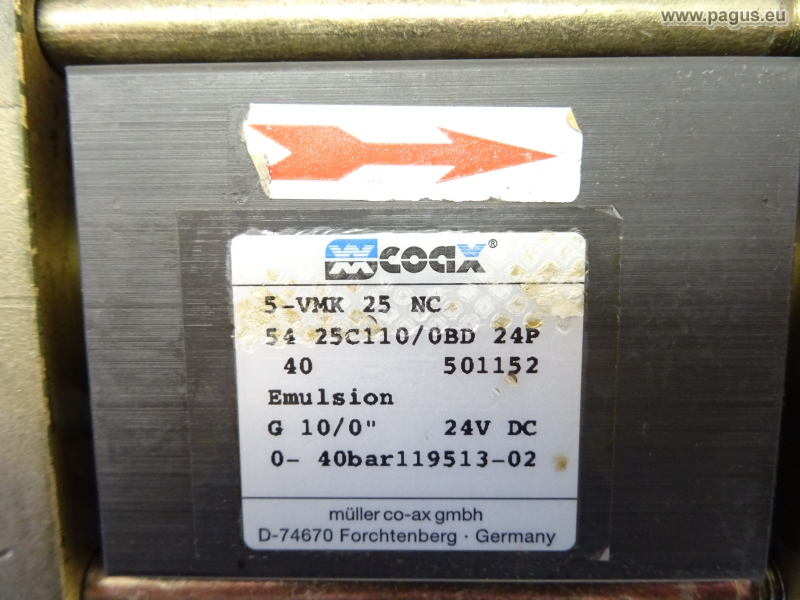 www.pagus.eu
coax®
5-VMK 25 NC
54 25C110/0BD 24P
40 501152
Emulsion
G 10/0" 24V DC
0- 40bar119513-02
müller co-ax gmbh
D-74670 Forchtenberg · Germany